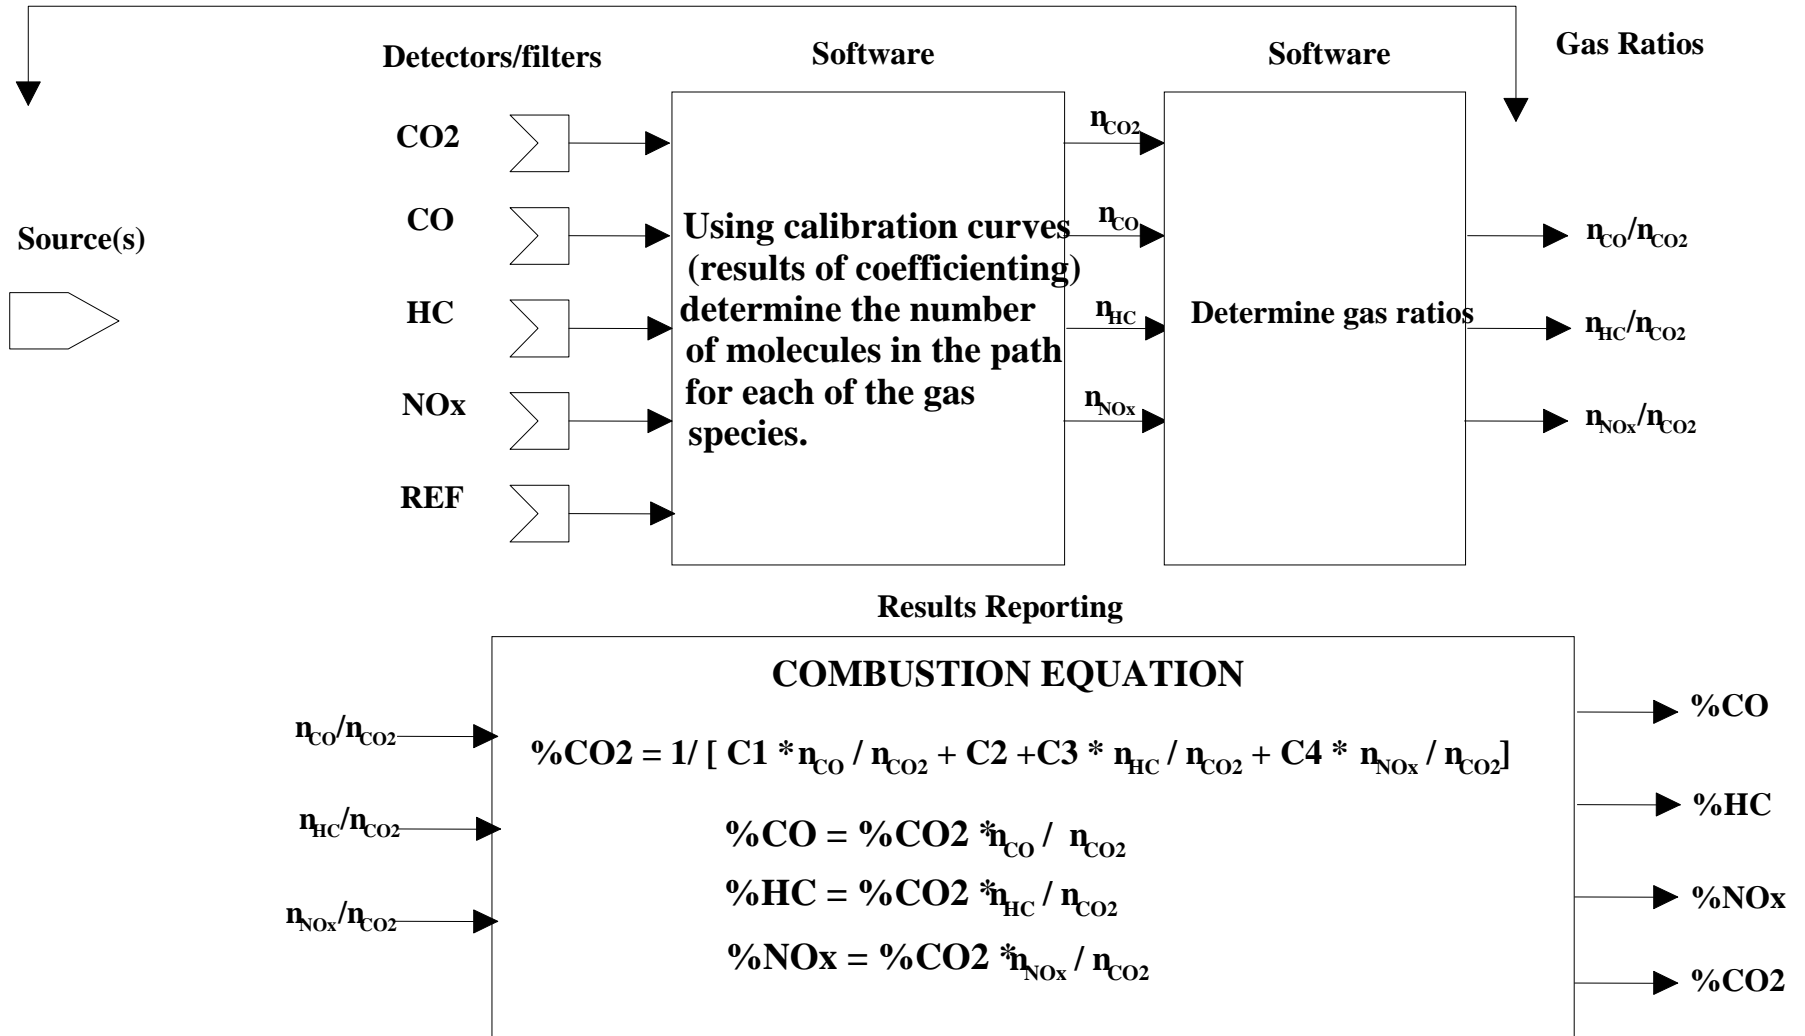 Detectors/filters
Software
Software
Gas Ratios
Source(s)
CO2
CO
HC
NOx
REF
Using calibration curves
(results of coefficienting)
determine the number
of molecules in the path
for each of the gas
species.
nCO2
nCO
nHC
nNOx
Determine gas ratios
nCO/nCO2
nHC/nCO2
nNOx/nCO2
Results Reporting
COMBUSTION EQUATION
nCO/nCO2
nHC/nCO2
nNOx/nCO2
%CO2 = 1/ [ C1 *nCO / nCO2 + C2 +C3 * nHC / nCO2 + C4 * nNOx / nCO2]
%CO = %CO2 *nCO / nCO2
%HC = %CO2 *nHC / nCO2
%NOx = %CO2 *nNOx / nCO2
%CO
%HC
%NOx
%CO2